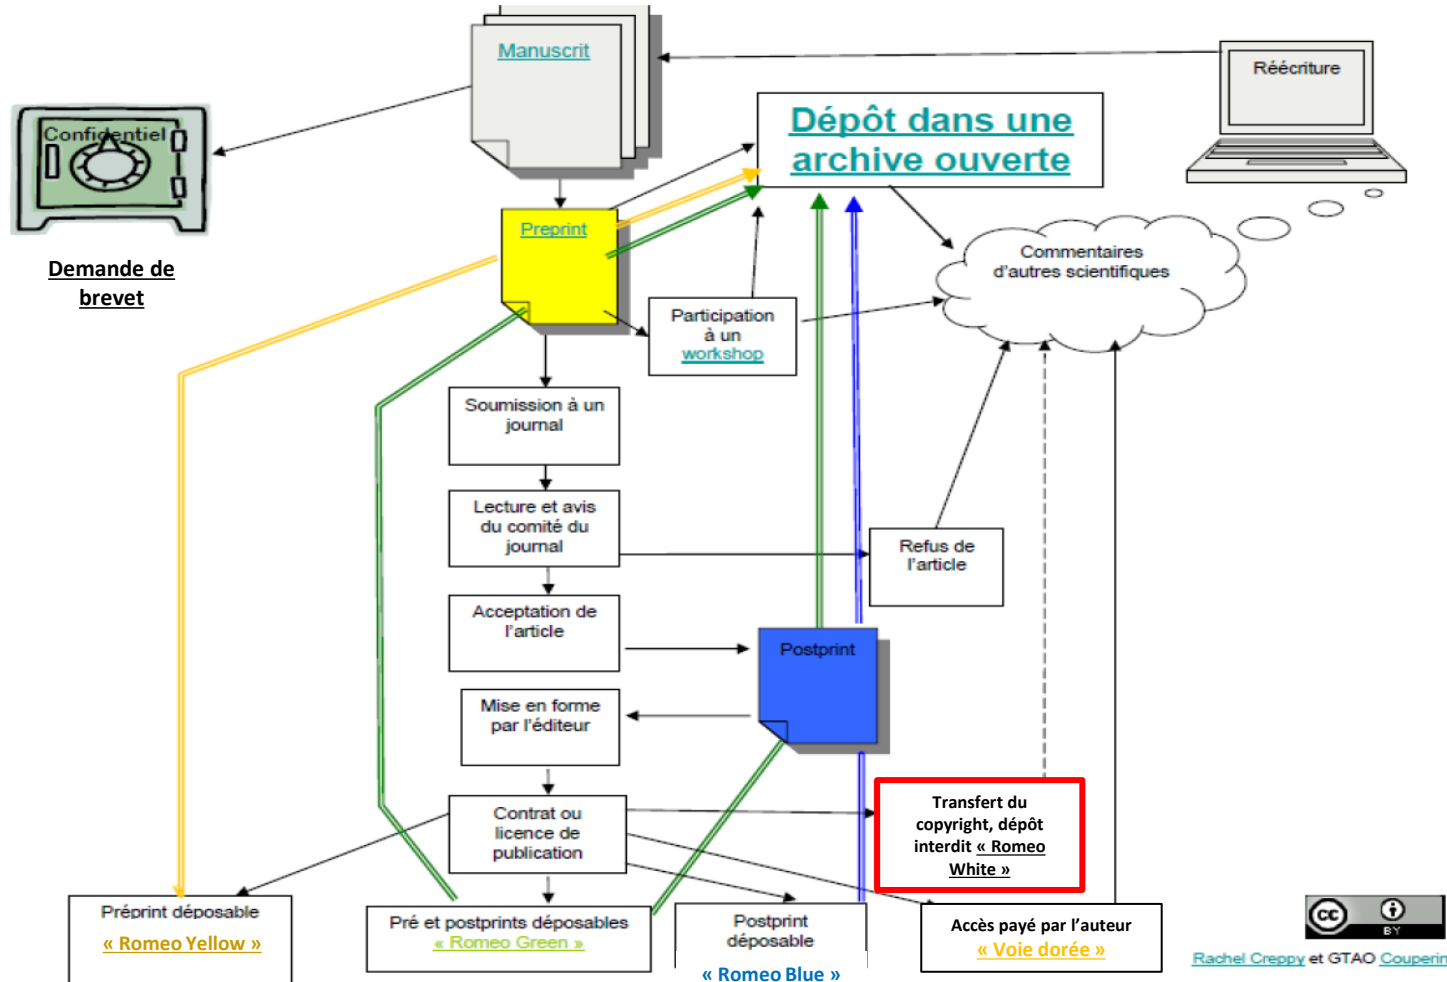 Manuscrit
Réécriture
Confidentiel
Dépôt dans une
archive ouverte
Demande de
brevet
Preprint
Commentaires
d'autres scientifiques
Participation
à un
workshop
Soumission à un
journal
Lecture et avis
du comité du
journal
Refus de
l'article
Acceptation de
l'article
Postprint
Mise en forme
par l'éditeur
Contrat ou
licence de
publication
Transfert du
copyright, dépôt
interdit « Romeo
White »
Préprint déposable
« Romeo Yellow »
Pré et postprints déposables
« Romeo Green »
Postprint
déposable
« Romeo Blue »
Accès payé par l'auteur
« Voie dorée »
cc
BY
Rachel Creppy et GTAO Couperin